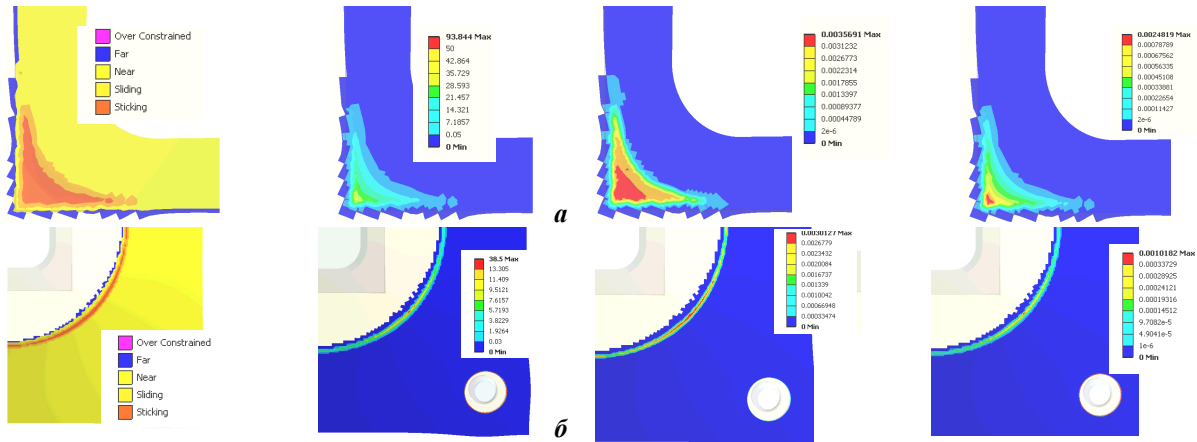 Over Constrained
Far
Near
Sliding
Sticking
93.844 Max
50
42.864
35.729
28.593
21.457
14.321
7.1857
0.05
0 Min
0.0035691 Max
0.0031232
0.0026773
0.0022314
0.0017855
0.0013397
0.00089377
0.00044789
2e-6
0 Min
0.0024819 Max
0.00078789
0.00067562
0.00056335
0.00045108
0.00033881
0.00022654
0.00011427
2e-6
0 Min
а
Over Constrained
Far
Near
Sliding
Sticking
38.5 Max
13.305
11.409
9.5121
7.6157
5.7193
3.8229
1.9264
0.03
0 Min
0.0030127 Max
0.0026779
0.0023432
0.0020084
0.0016737
0.001339
0.0010042
0.00066948
0.00033474
0 Min
0.0010182 Max
0.00033729
0.00028925
0.00024121
0.00019316
0.00014512
9.7082e-5
4.9041e-5
1e-6
0 Min
б